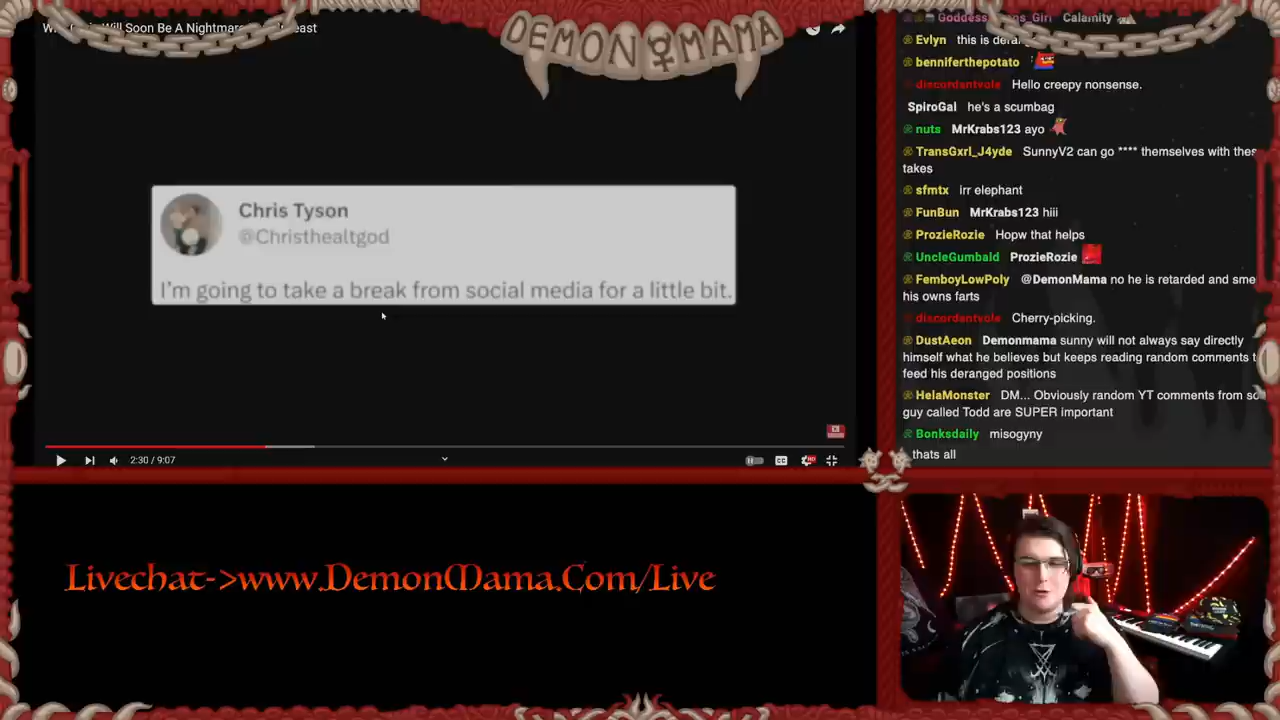 Will Soon Be A Nightmare
DEMON MAMA
Chris Tyson
@Christhealtgod
I'm going to take a break from social media for a little bit.
2:30 / 9:07
Livechat->www.DemonMama.Com/Live
Calamity
Evlyn this is
benniferthepotato
discordantvole Hello creepy nonsense.
SpiroGal he's a scumbag
nuts MrKrabs123 ayo
TransGxrl_J4yde SunnyV2 can go **** themselves with thes
takes
sfmtx irr elephant
FunBun MrKrabs123 hiii
ProzieRozie Hopw that helps
UncleGumbald ProzieRozie
FemboyLowPoly @DemonMama no he is retarded and sme
his owns farts
discordantvole Cherry-picking.
DustAeon Demonmama sunny will not always say directly
himself what he believes but keeps reading random comments t
feed his deranged positions
HelaMonster DM... Obviously random YT comments from so
guy called Todd are SUPER important
Bonksdaily misogyny
thats all